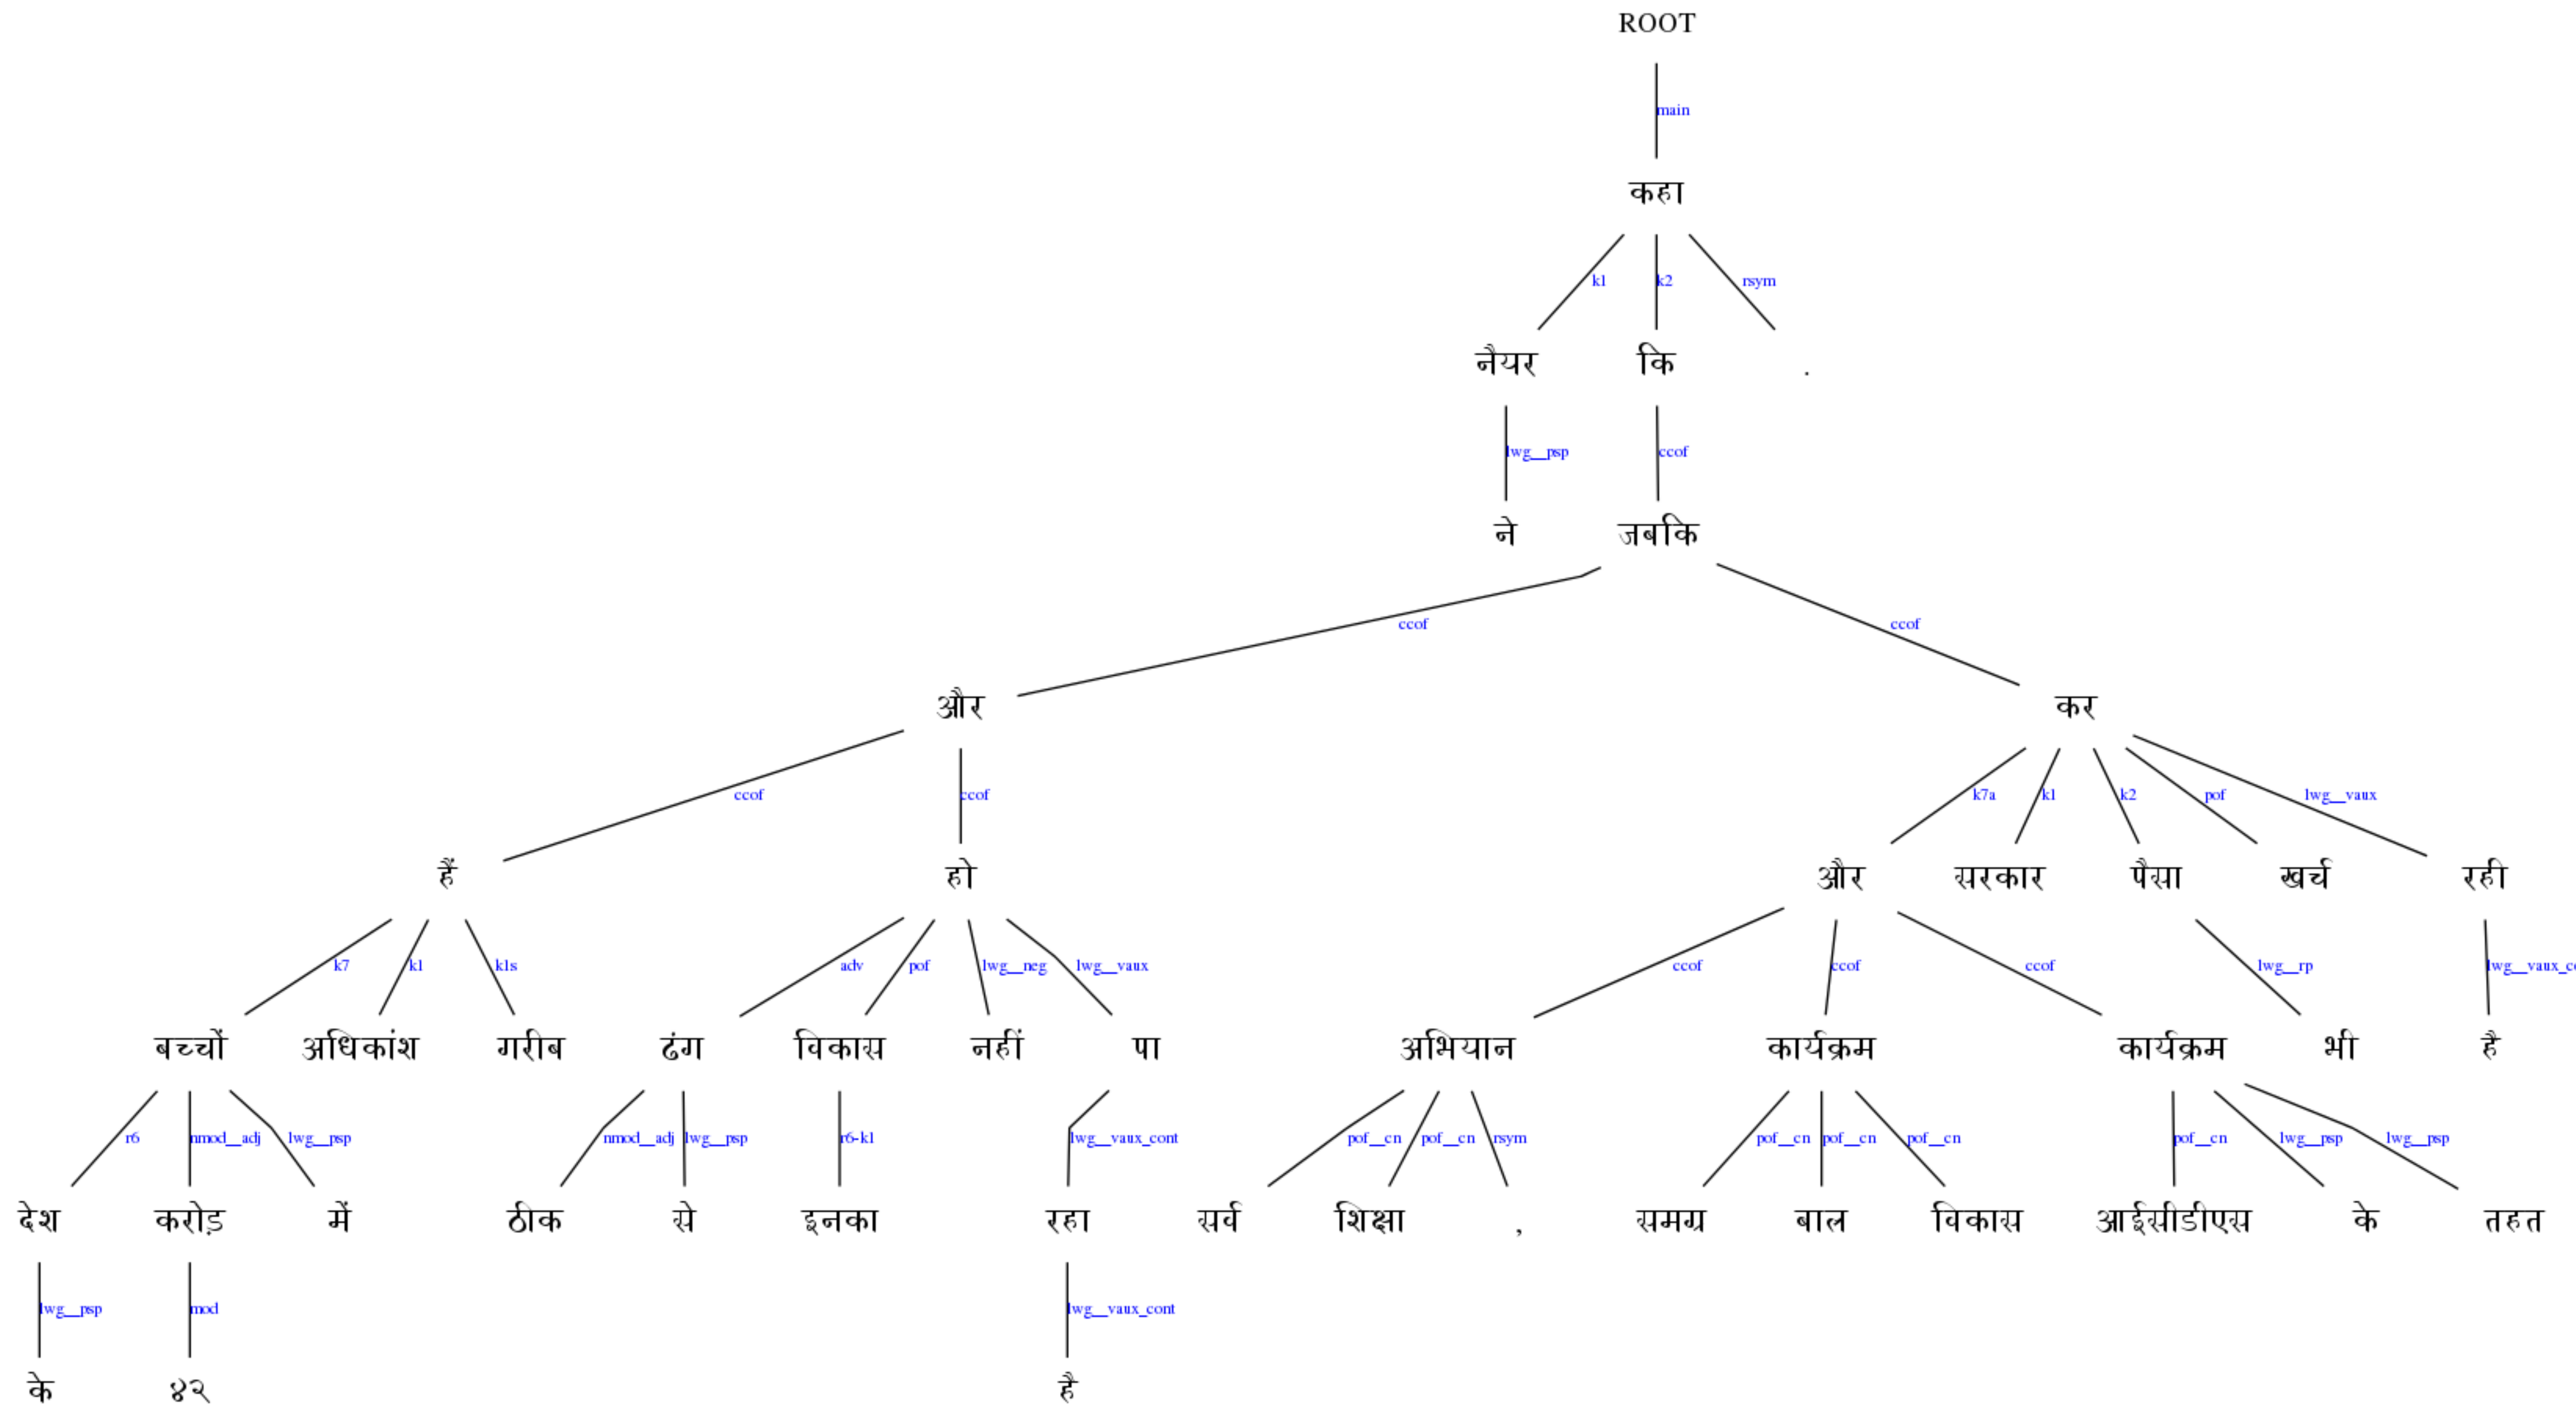 ROOT
main
कहा
k1 k2 rsym
नैयर कि .
lwg__psp ccof
ने जबकि
ccof ccof
और कर
ccof ccof k7a k1 k2 pof lwg__vaux
हैं हो और सरकार पैसा खर्च रही
k7 k1 k1s adv pof lwg__neg lwg__vaux ccof ccof ccof lwg__rp lwg__vaux_co
बच्चों अधिकांश गरीब ढंग विकास नहीं पा अभियान कार्यक्रम कार्यक्रम भी है
r6 nmod__adj lwg__psp nmod__adj lwg__psp r6-k1 lwg__vaux_cont pof__cn pof__cn rsym pof__cn pof__cn pof__cn pof__cn lwg__psp lwg__psp
देश करोड़ में ठीक से इनका रहा सर्व शिक्षा , समग्र बाल विकास आईसीडीएस के तहत
lwg__psp mod lwg__vaux_cont
के ४२ है